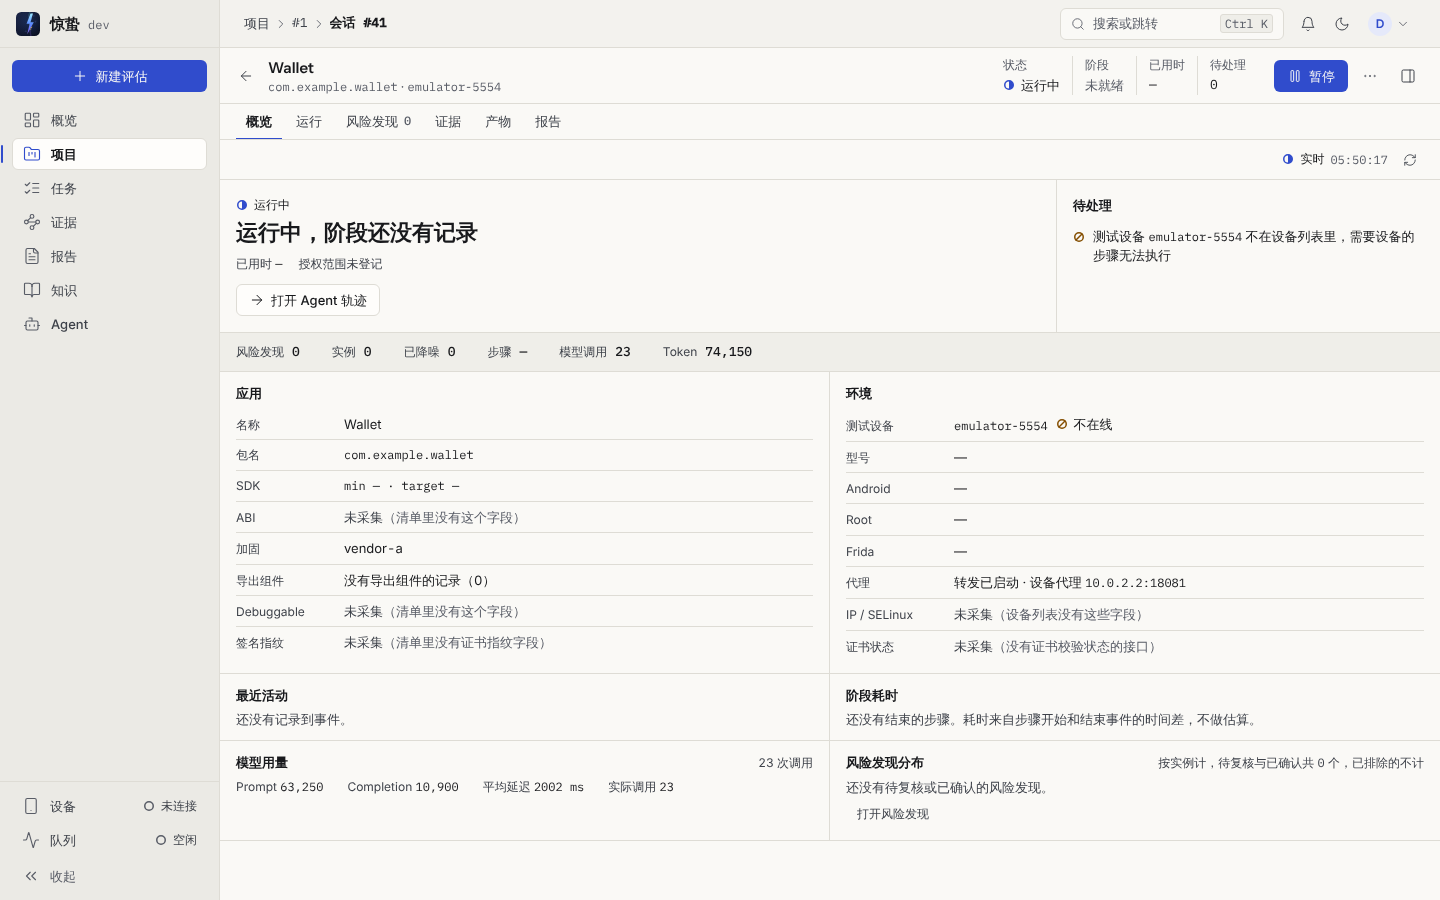 惊蛰 dev
项目 > #1 > 会话 #41
搜索或跳转 Ctrl K
D
新建评估
概览
项目
任务
证据
报告
知识
Agent
设备 未连接
队列 空闲
收起
Wallet
com.example.wallet · emulator-5554
状态 阶段 已用时 待处理
运行中 未就绪 — 0
暂停
概览 运行 风险发现 0 证据 产物 报告
实时 05:50:17
运行中
运行中，阶段还没有记录
已用时 — 授权范围未登记
打开 Agent 轨迹
待处理
测试设备 emulator-5554 不在设备列表里，需要设备的
步骤无法执行
风险发现 0 实例 0 已降噪 0 步骤 — 模型调用 23 Token 74,150
应用
名称 Wallet
包名 com.example.wallet
SDK min — · target —
ABI 未采集（清单里没有这个字段）
加固 vendor-a
导出组件 没有导出组件的记录（0）
Debuggable 未采集（清单里没有这个字段）
签名指纹 未采集（清单里没有证书指纹字段）
环境
测试设备 emulator-5554 不在线
型号 —
Android —
Root —
Frida —
代理 转发已启动 · 设备代理 10.0.2.2:18081
IP / SELinux 未采集（设备列表没有这些字段）
证书状态 未采集（没有证书校验状态的接口）
最近活动
还没有记录到事件。
阶段耗时
还没有结束的步骤。耗时来自步骤开始和结束事件的时间差，不做估算。
模型用量 23 次调用
Prompt 63,250 Completion 10,900 平均延迟 2002 ms 实际调用 23
风险发现分布 按实例计，待复核与已确认共 0 个，已排除的不计
还没有待复核或已确认的风险发现。
打开风险发现